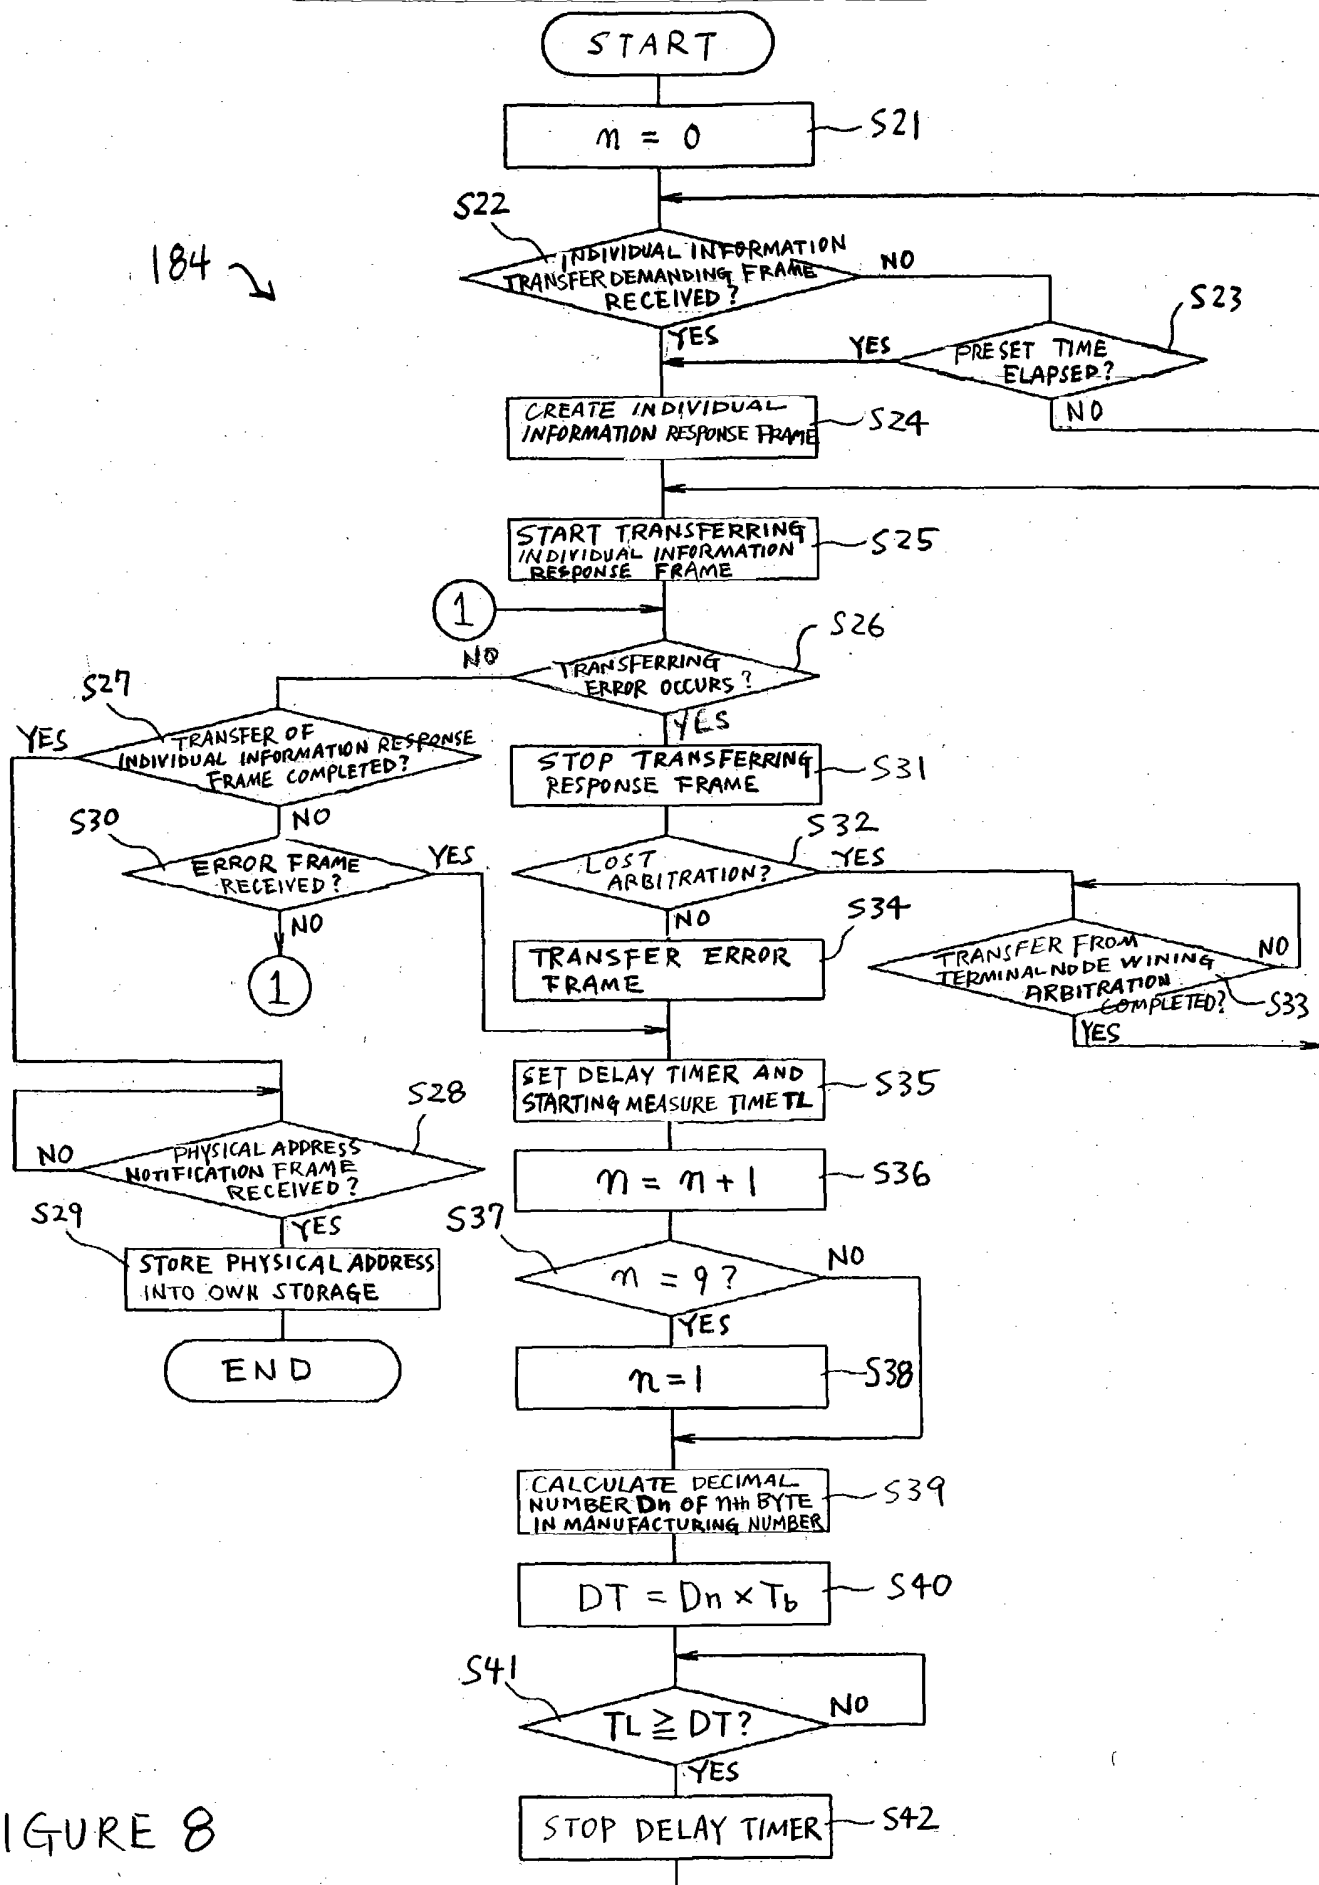 START
n = 0
S21
S22
184
INDIVIDUAL INFORMATION
TRANSFER DEMANDING FRAME
RECEIVED?
NO
S23
YES
YES
PRESET TIME
ELAPSED?
NO
CREATE INDIVIDUAL
INFORMATION RESPONSE FRAME
S24
START TRANSFERRING
INDIVIDUAL INFORMATION
RESPONSE FRAME
S25
1
S26
NO
TRANSFERRING
ERROR OCCURS?
S27
YES
YES
TRANSFER OF
INDIVIDUAL INFORMATION RESPONSE
FRAME COMPLETED?
STOP TRANSFERRING
RESPONSE FRAME
S31
S30
NO
S32
ERROR FRAME
RECEIVED?
YES
LOST
ARBITRATION?
YES
NO
NO
S34
1
TRANSFER ERROR
FRAME
TRANSFER FROM
TERMINAL NODE WINING
ARBITRATION
COMPLETED?
NO
S33
YES
SET DELAY TIMER AND
STARTING MEASURE TIME TL
S35
S28
NO
PHYSICAL ADDRESS
NOTIFICATION FRAME
RECEIVED?
n = n+1
S36
S29
YES
S37
STORE PHYSICAL ADDRESS
INTO OWN STORAGE
n = 9?
NO
YES
END
n=1
S38
CALCULATE DECIMAL
NUMBER Dn OF nth BYTE
IN MANUFACTURING NUMBER
S39
DT = Dn × Tb
S40
S41
TL ≧ DT?
NO
YES
STOP DELAY TIMER
S42
IGURE 8